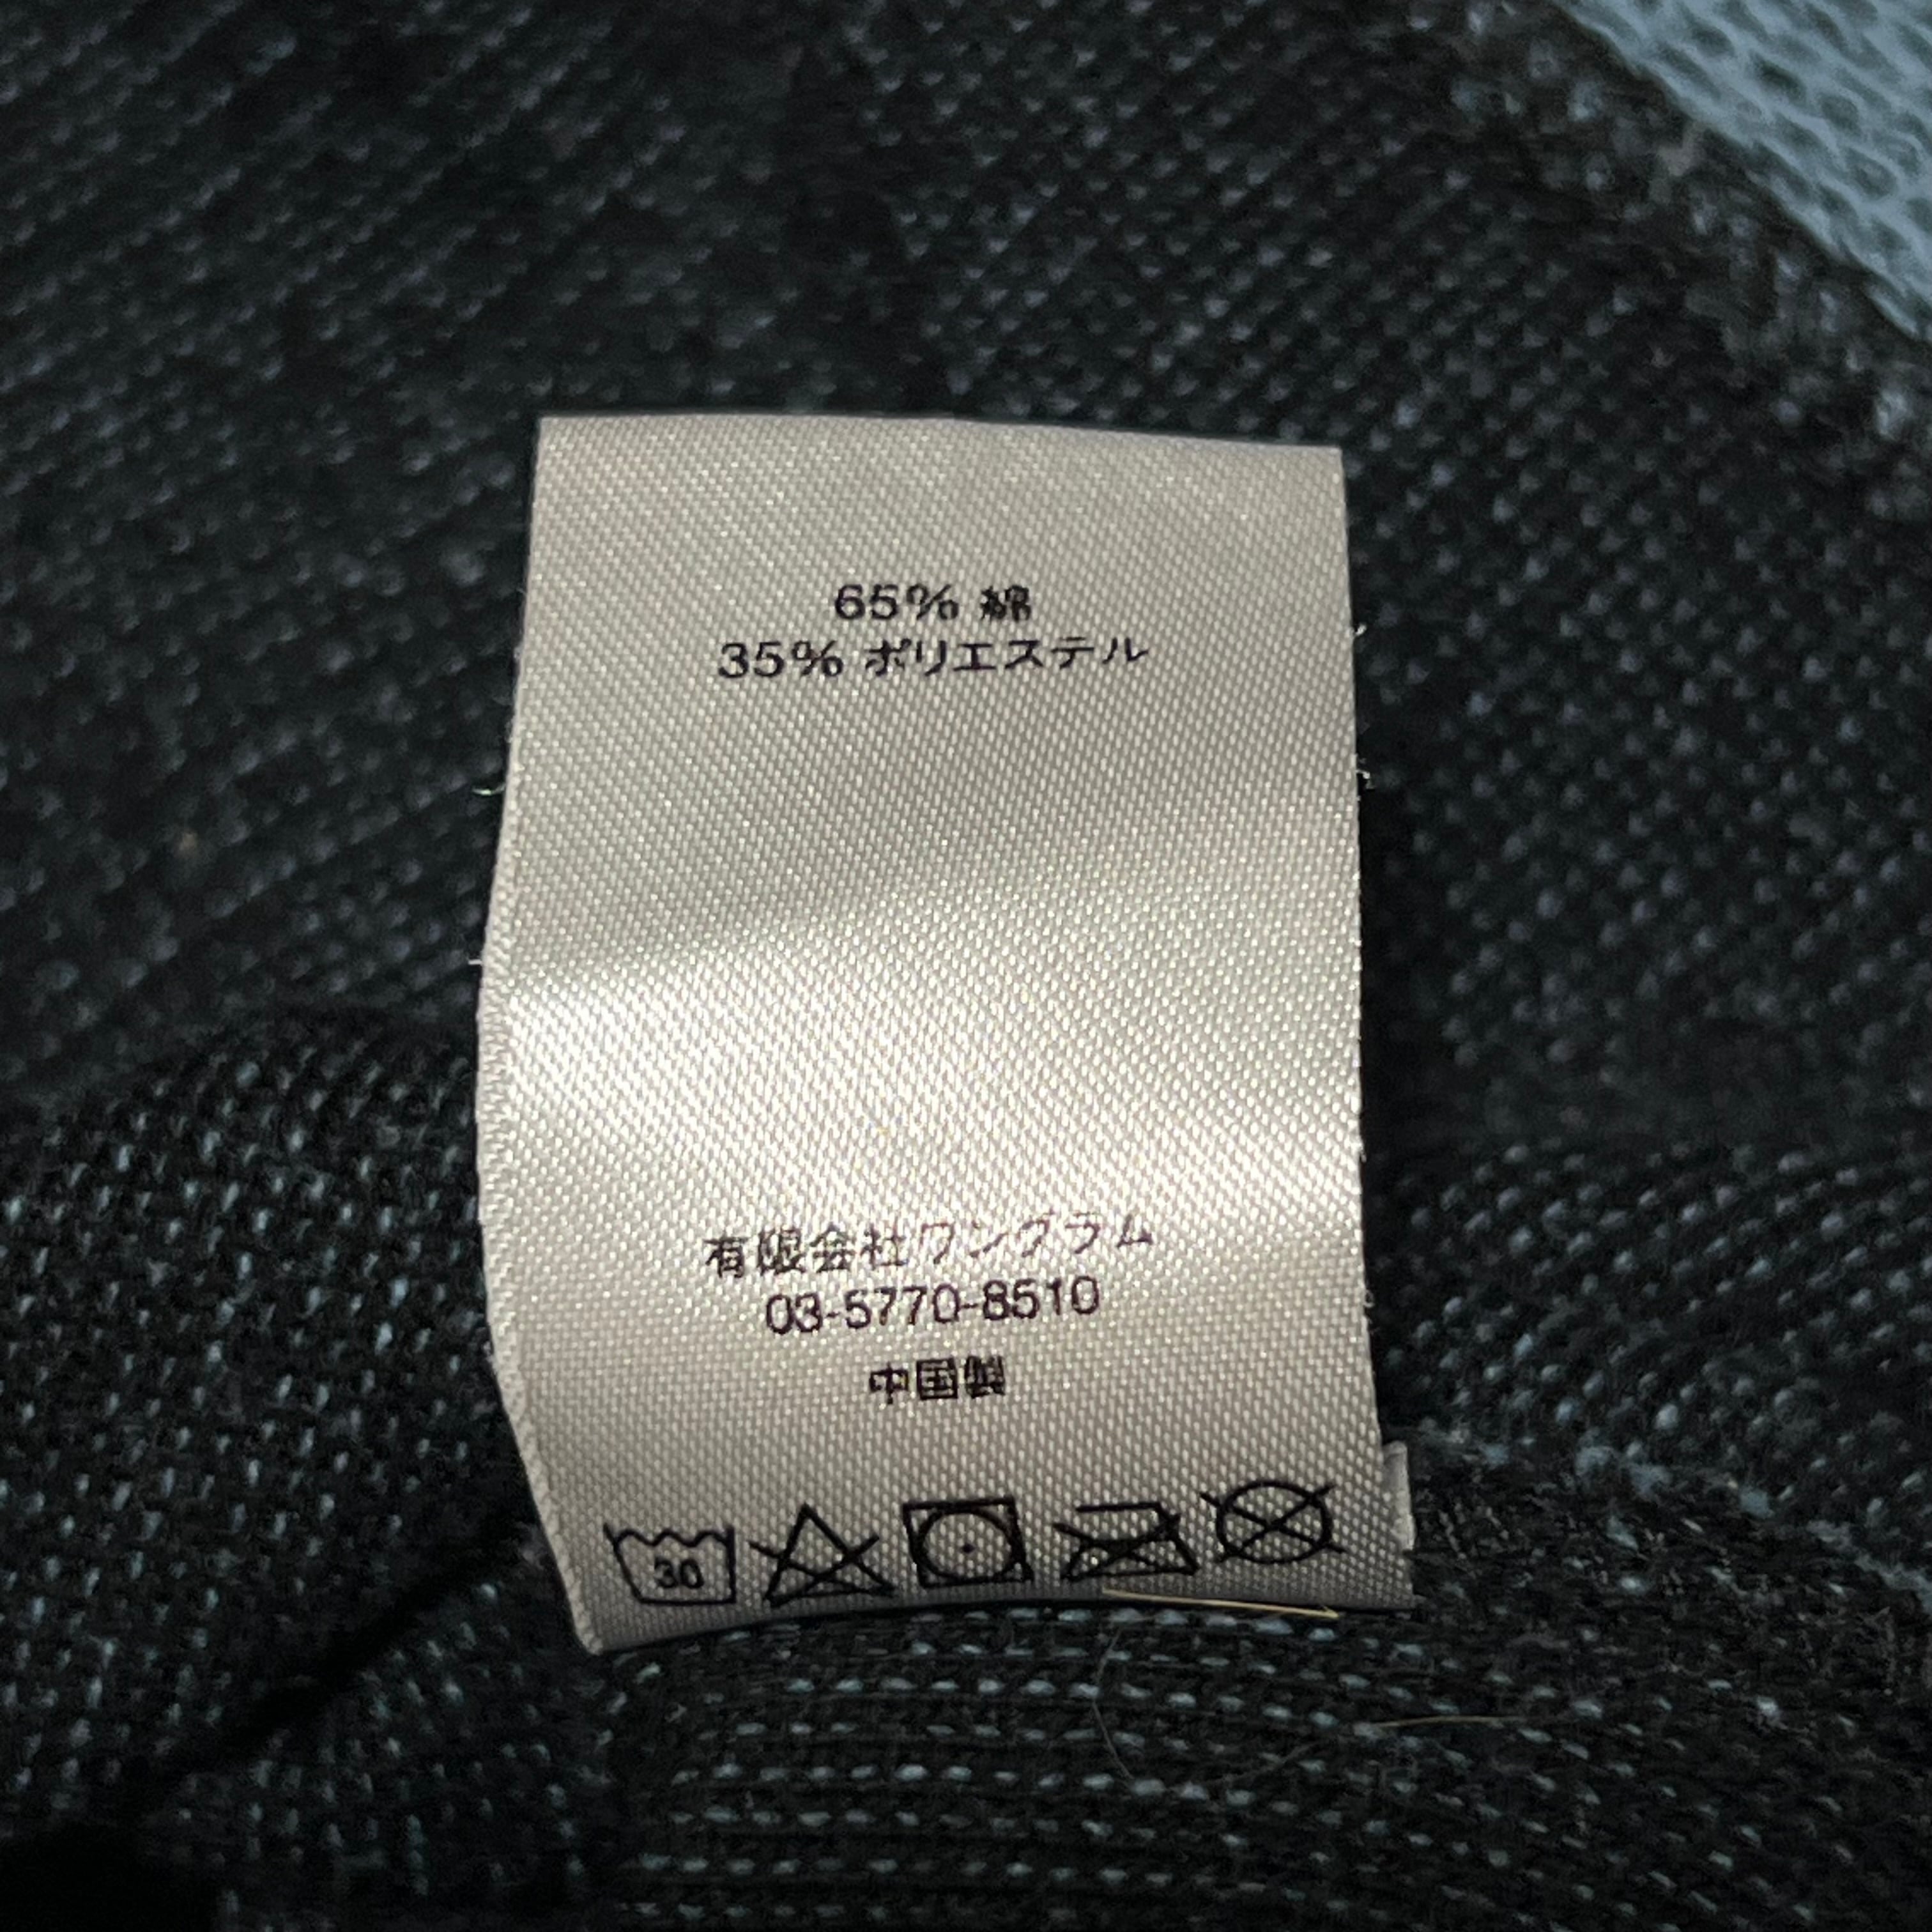 65% 綿
35% ポリエステル
有限会社ワングラム
03-5770-8510
中国製
30